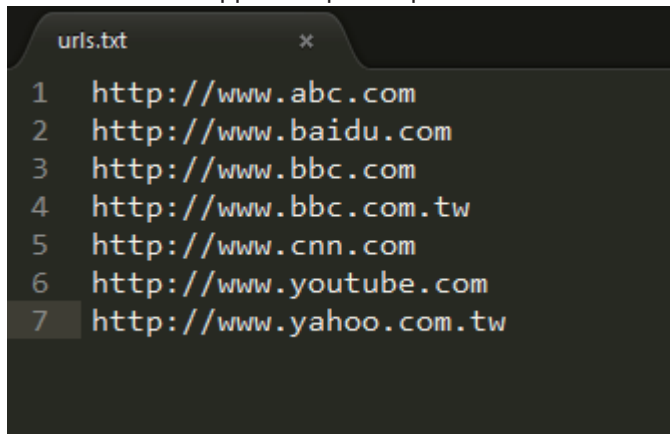 urls.txt ×
1 http://www.abc.com
2 http://www.baidu.com
3 http://www.bbc.com
4 http://www.bbc.com.tw
5 http://www.cnn.com
6 http://www.youtube.com
7 http://www.yahoo.com.tw